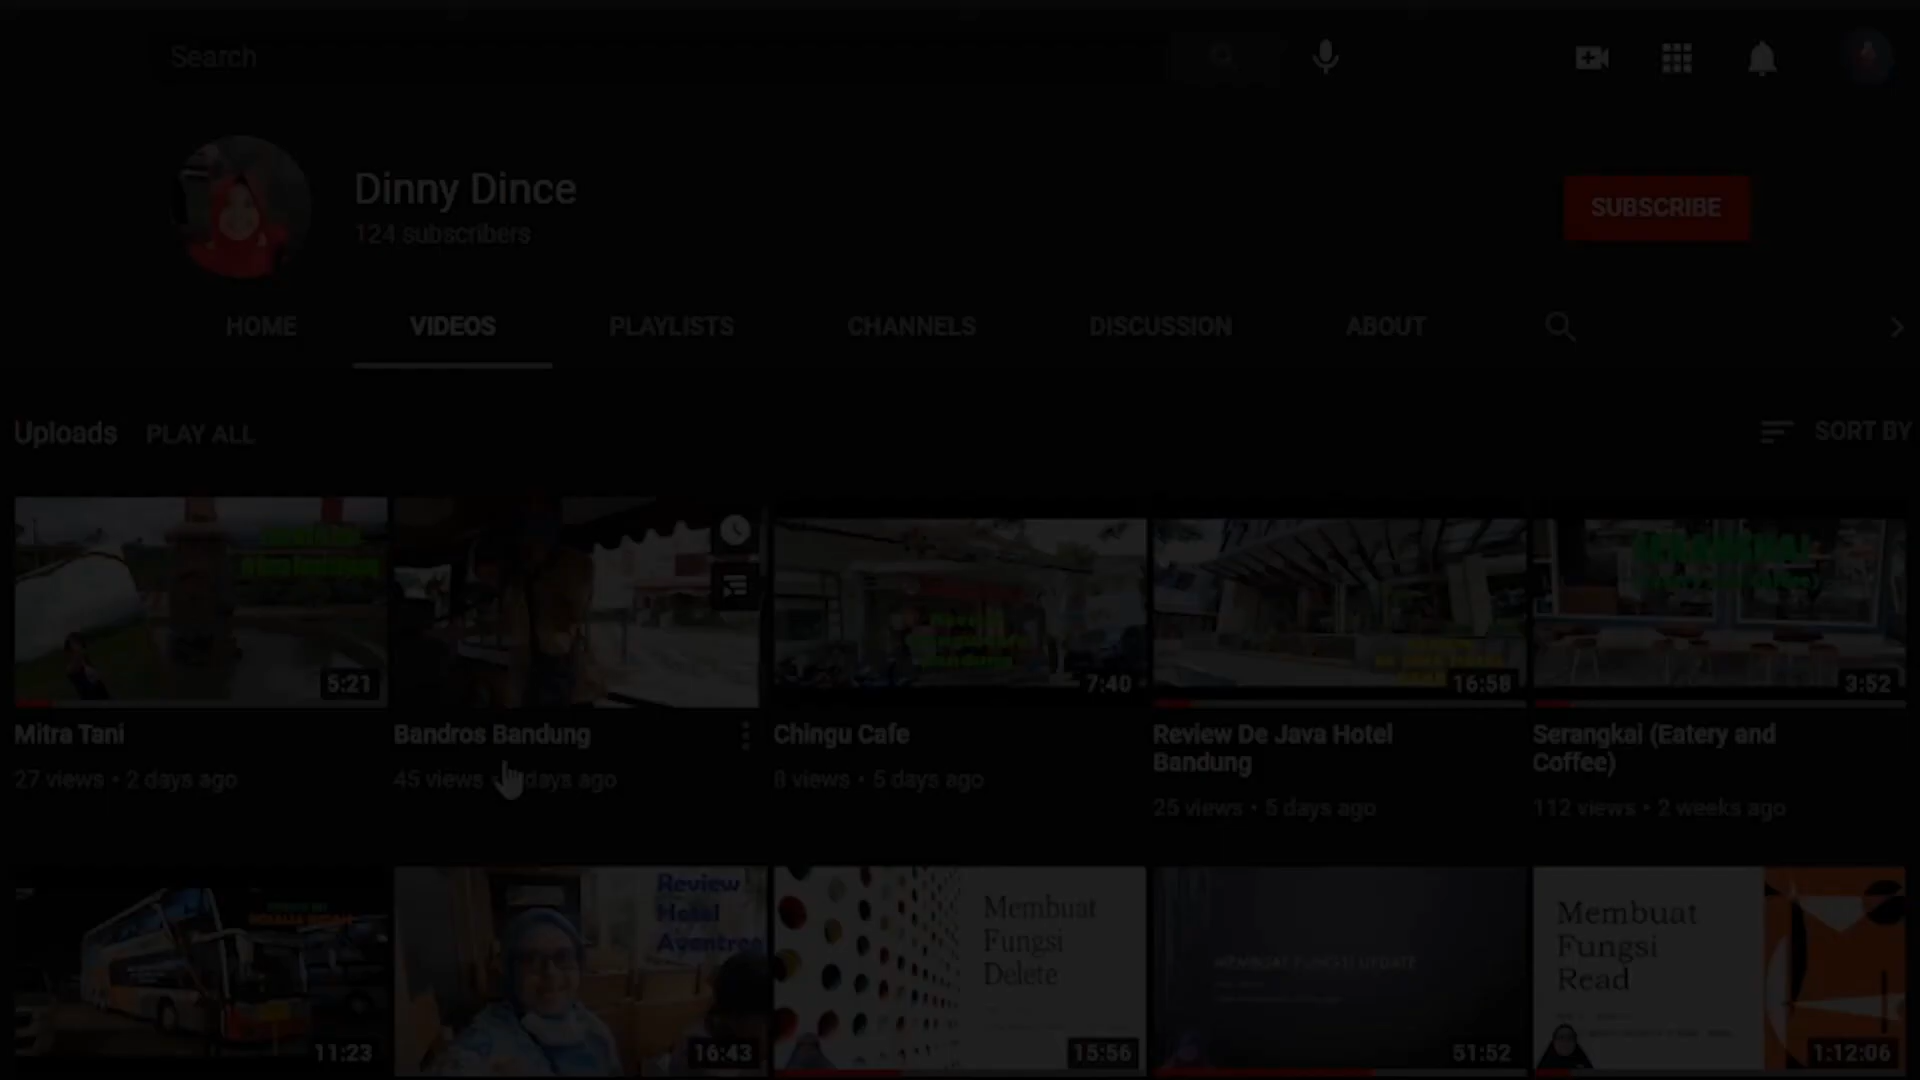 Search
Dinny Dince
124 subscribers
SUBSCRIBE
HOME VIDEOS PLAYLISTS CHANNELS DISCUSSION ABOUT
Uploads PLAY ALL
SORT BY
5:21
7:40
16:58
3:52
Mitra Tani
27 views • 2 days ago
Bandros Bandung
45 views • days ago
Chingu Cafe
8 views • 5 days ago
Review De Java Hotel
Bandung
25 views • 5 days ago
Serangkai (Eatery and
Coffee)
112 views • 2 weeks ago
11:23
Review
Hotel
Aventree
16:43
Membuat
Fungsi
Delete
15:56
MEMBUAT FUNGSI UPDATE
51:52
Membuat
Fungsi
Read
1:12:06